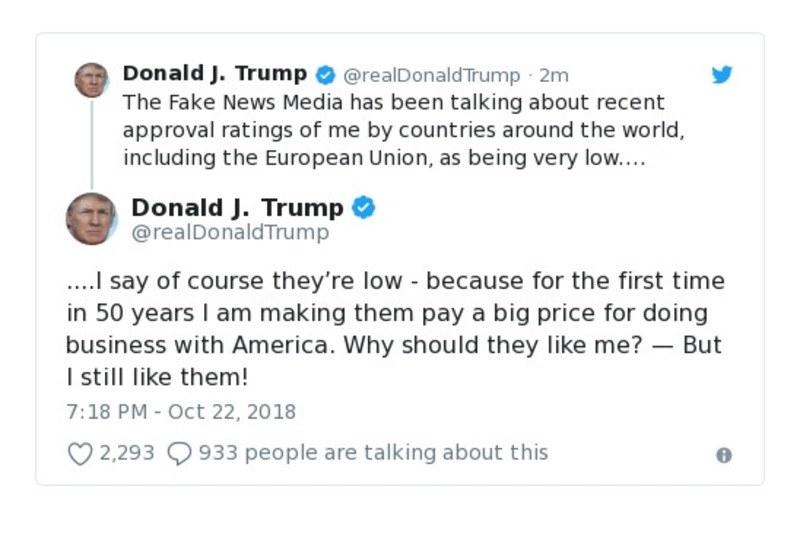 Donald J. Trump @realDonaldTrump · 2m
The Fake News Media has been talking about recent
approval ratings of me by countries around the world,
including the European Union, as being very low....
Donald J. Trump
@realDonaldTrump
....I say of course they’re low - because for the first time
in 50 years I am making them pay a big price for doing
business with America. Why should they like me? — But
I still like them!
7:18 PM - Oct 22, 2018
2,293 933 people are talking about this